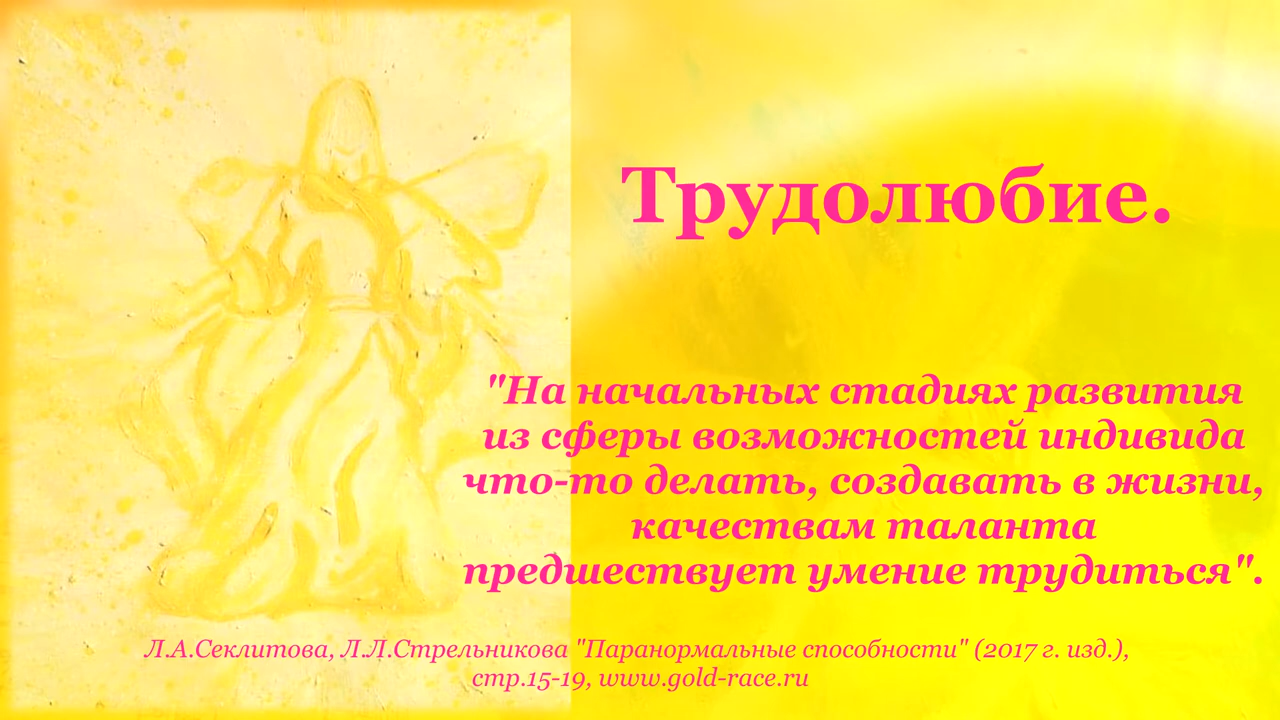 Трудолюбие.
"На начальных стадиях развития
из сферы возможностей индивида
что-то делать, создавать в жизни,
качествам таланта
предшествует умение трудиться".
Л.А.Секлитова, Л.Л.Стрельникова "Паранормальные способности" (2017 г. изд.),
стр.15-19, www.gold-race.ru